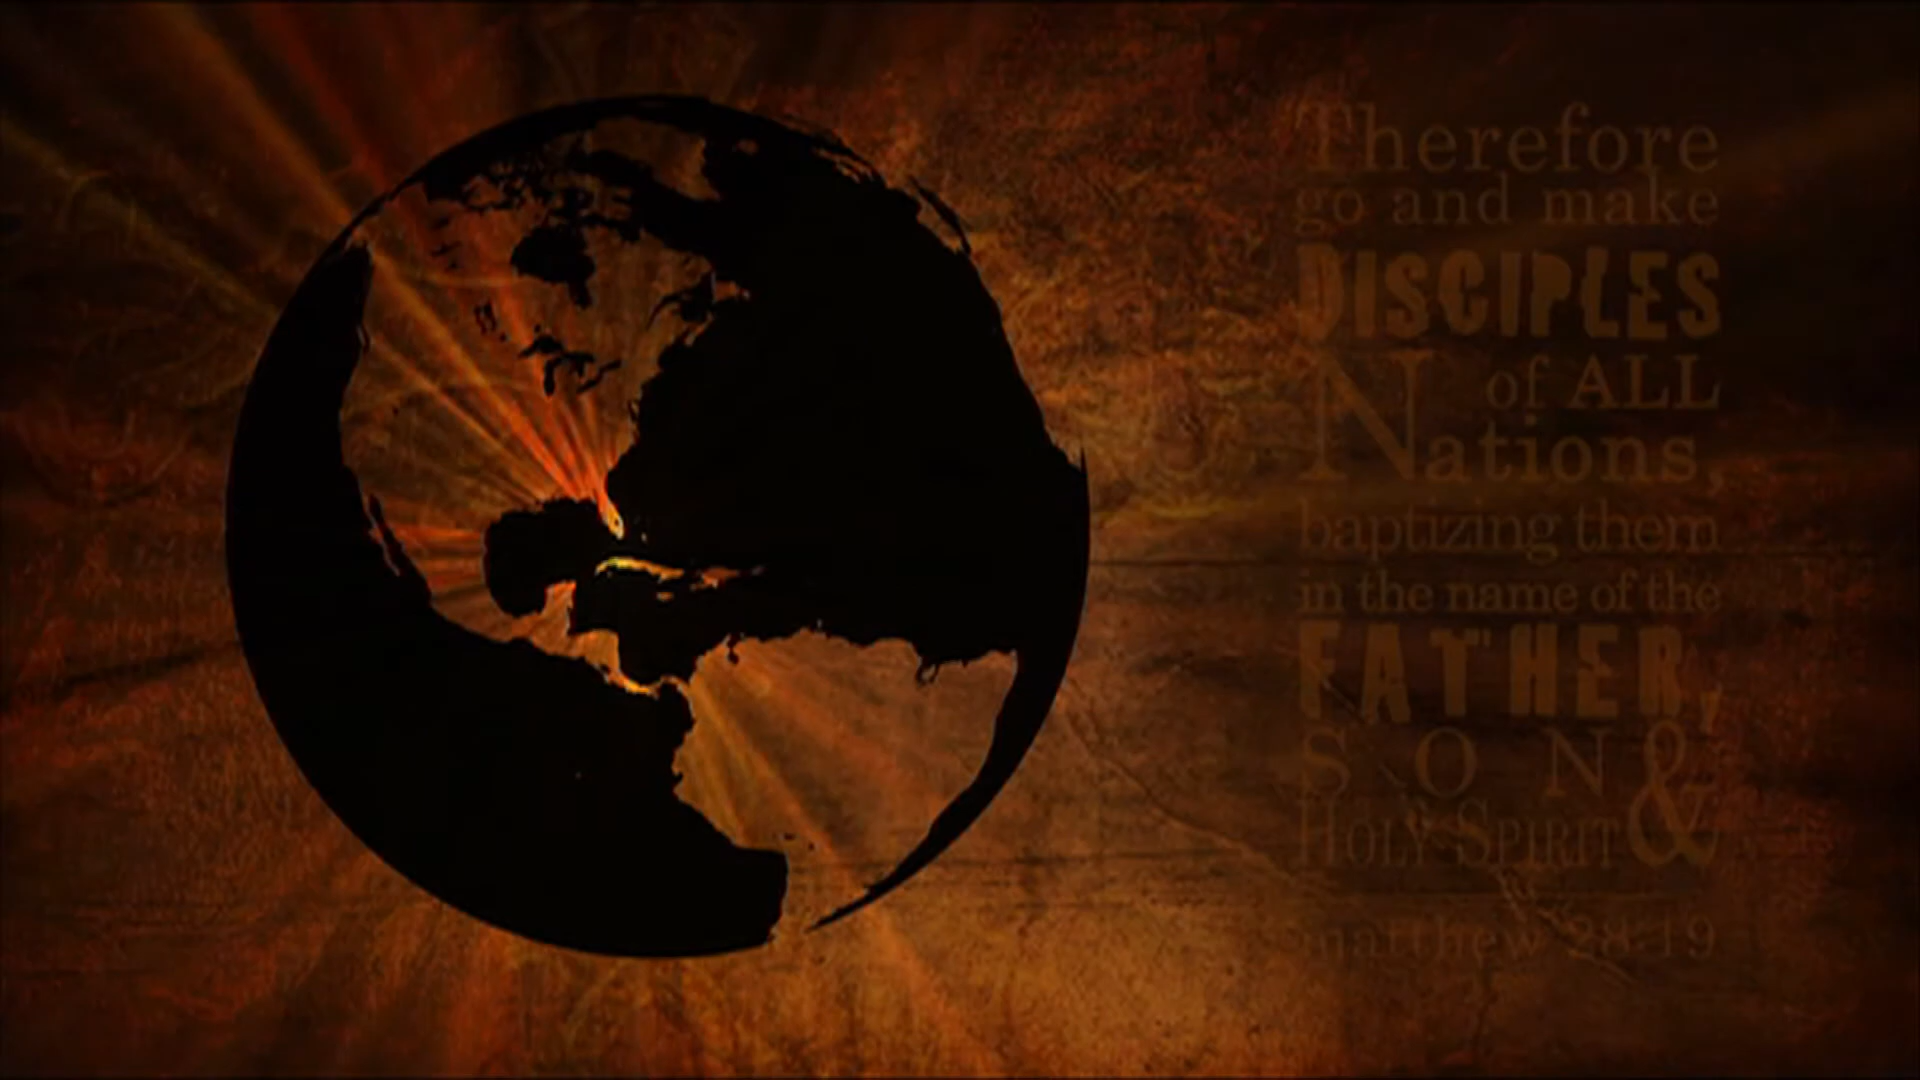 Therefore
go and make
DISCIPLES
of ALL
Nations,
baptizing them
in the name of the
FATHER,
SON &
HOLY SPIRIT
matthew 28:19